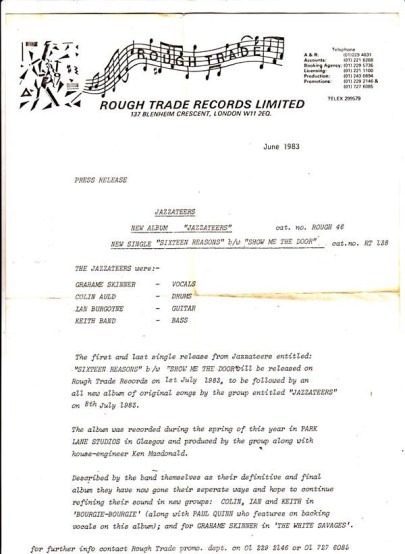 ROUGH TRADE
Telephone
A & R: (01) 229 4631
Accounts: (01) 221 6268
Booking Agency: (01) 229 5736
Licensing: (01) 221 1100
Production: (01) 243 0894
Promotions: (01) 229 2146 &
(01) 727 6085
TELEX 299579
ROUGH TRADE RECORDS LIMITED
137 BLENHEIM CRESCENT, LONDON W11 2EQ.
June 1983
PRESS RELEASE
JAZZATEERS
NEW ALBUM "JAZZATEERS" cat. no. ROUGH 46
NEW SINGLE "SIXTEEN REASONS" b/w "SHOW ME THE DOOR" cat.no. RT 138
THE JAZZATEERS were:-
GRAHAME SKINNER - VOCALS
COLIN AULD - DRUMS
IAN BURGOYNE - GUITAR
KEITH BAND - BASS
The first and last single release from Jazzateers entitled:
"SIXTEEN REASONS" b/w "SHOW ME THE DOOR" will be released on
Rough Trade Records on 1st July 1983, to be followed by an
all new album of original songs by the group entitled "JAZZATEERS"
on 8th July 1983.
The album was recorded during the spring of this year in PARK
LANE STUDIOS in Glasgow and produced by the group along with
house-engineer Ken Macdonald.
Described by the band themselves as their definitive and final
album they have now gone their seperate ways and hope to continue
refining their sound in new groups: COLIN, IAN and KEITH in
'BOURGIE-BOURGIE' (along with PAUL QUINN who features on backing
vocals on this album); and for GRAHAME SKINNER in 'THE WHITE SAVAGES'.
for further info contact Rough Trade promo. dept. on 01 229 2146 or 01 727 6085